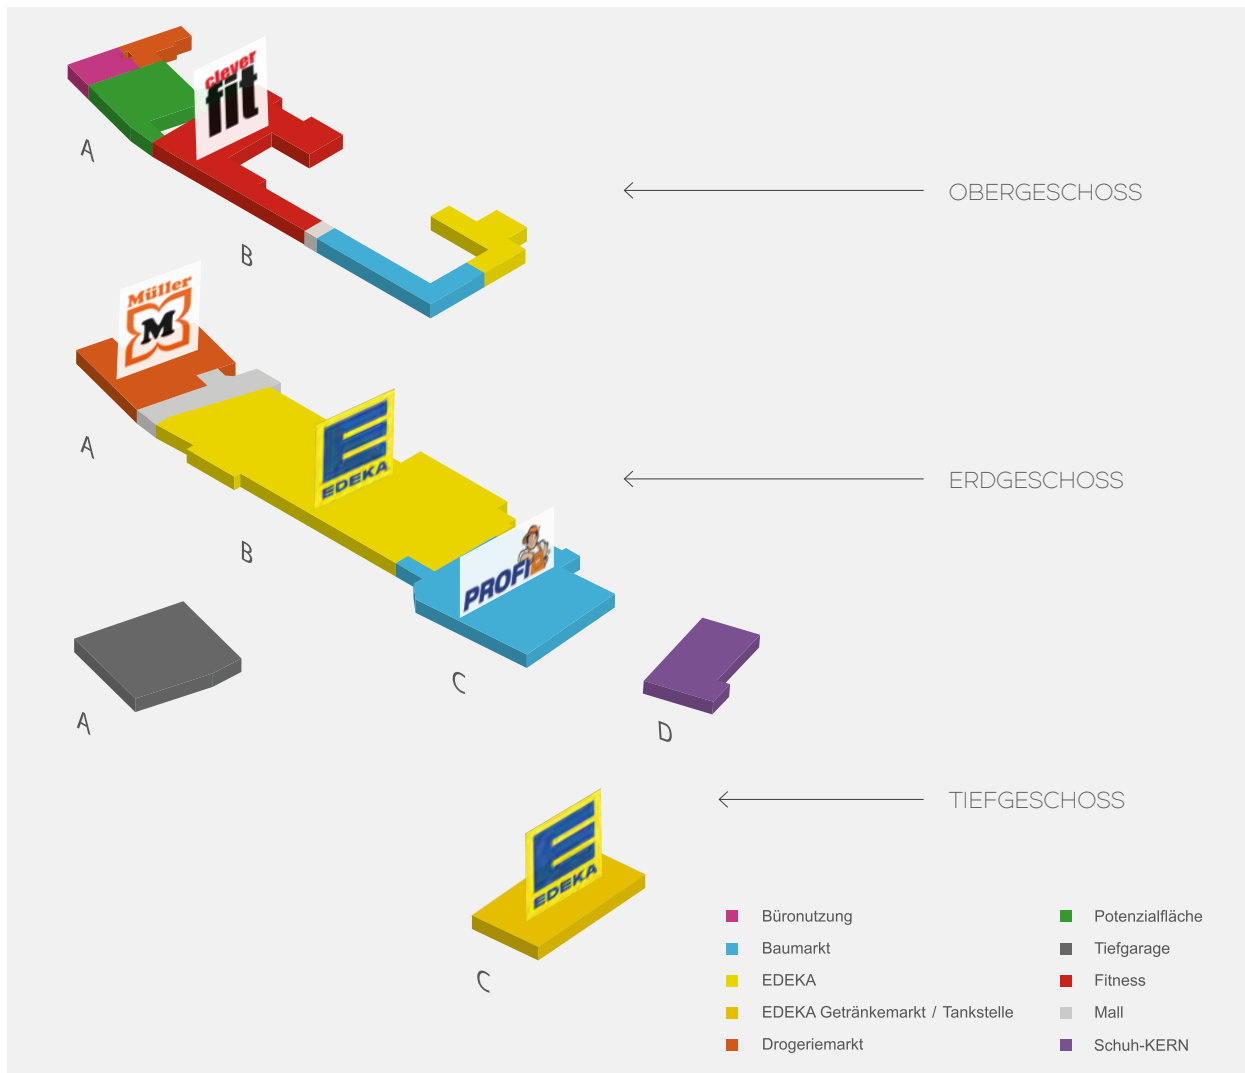 clever
fit
A
OBERGESCHOSS
B
Müller
M
EDEKA
A
ERDGESCHOSS
B
PROFI
C
A
D
TIEFGESCHOSS
EDEKA
C
Büronutzung
Baumarkt
EDEKA
EDEKA Getränkemarkt / Tankstelle
Drogeriemarkt
Potenzialfläche
Tiefgarage
Fitness
Mall
Schuh-KERN